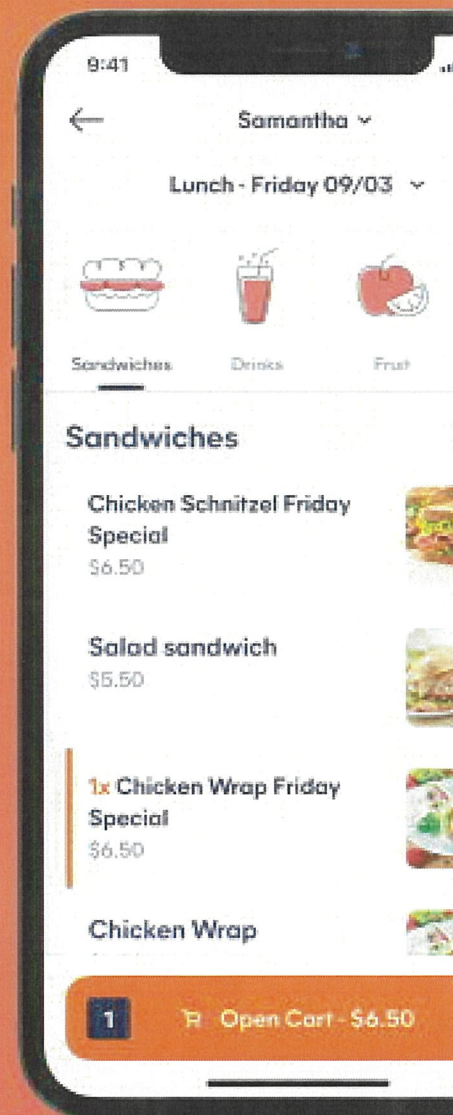 9:41
Samantha
Lunch - Friday 09/03
Sandwiches
Drinks
Fruit
Sandwiches
Chicken Schnitzel Friday
Special
$6.50
Salad sandwich
$5.50
1x Chicken Wrap Friday
Special
$6.50
Chicken Wrap
1
Open Cart - $6.50